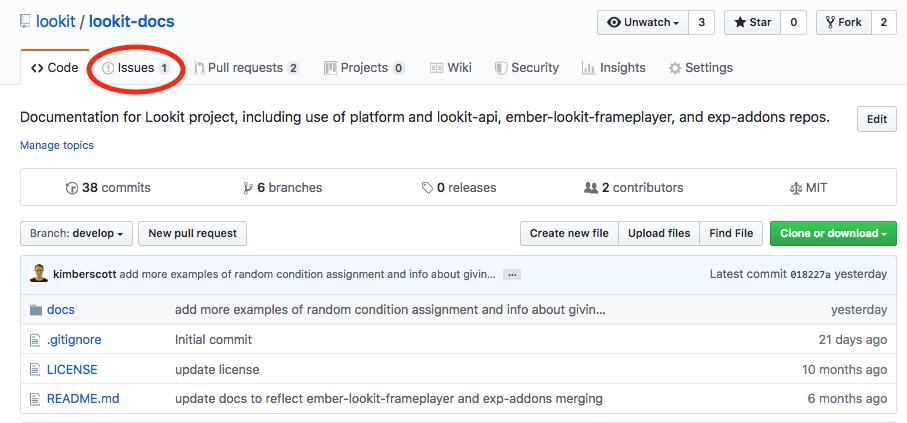 lookit / lookit-docs Unwatch 3 Star 0 Fork 2
Code Issues 1 Pull requests 2 Projects 0 Wiki Security Insights Settings
Documentation for Lookit project, including use of platform and lookit-api, ember-lookit-frameplayer, and exp-addons repos. Edit
Manage topics
38 commits 6 branches 0 releases 2 contributors MIT
Branch: develop New pull request Create new file Upload files Find File Clone or download
kimberscott add more examples of random condition assignment and info about givin... ... Latest commit 018227a yesterday
docs add more examples of random condition assignment and info about givin... yesterday
.gitignore Initial commit 21 days ago
LICENSE update license 10 months ago
README.md update docs to reflect ember-lookit-frameplayer and exp-addons merging 6 months ago